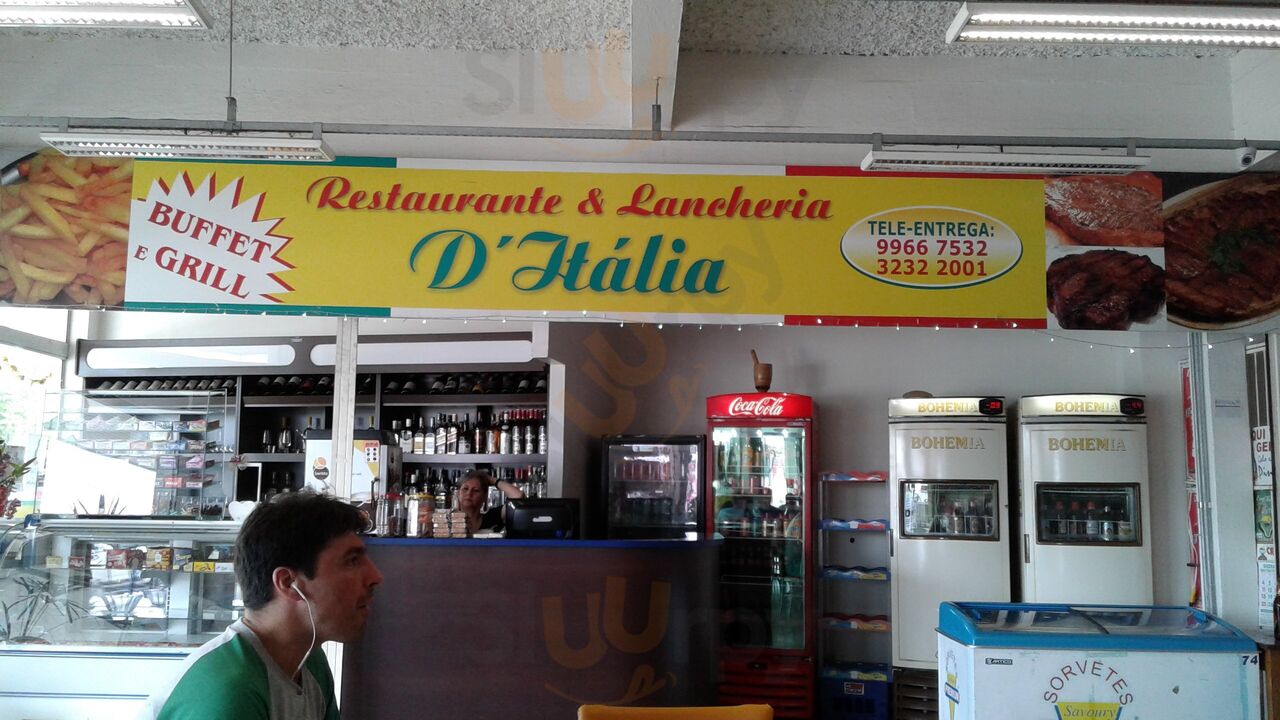 BUFFET
E GRILL
Restaurante & Lancheria
D'Itália
TELE-ENTREGA:
9966 7532
3232 2001
Coca-Cola
BOHEMIA
BOHEMIA
BOHEMIA
BOHEMIA
SORVETES
Savoury
74